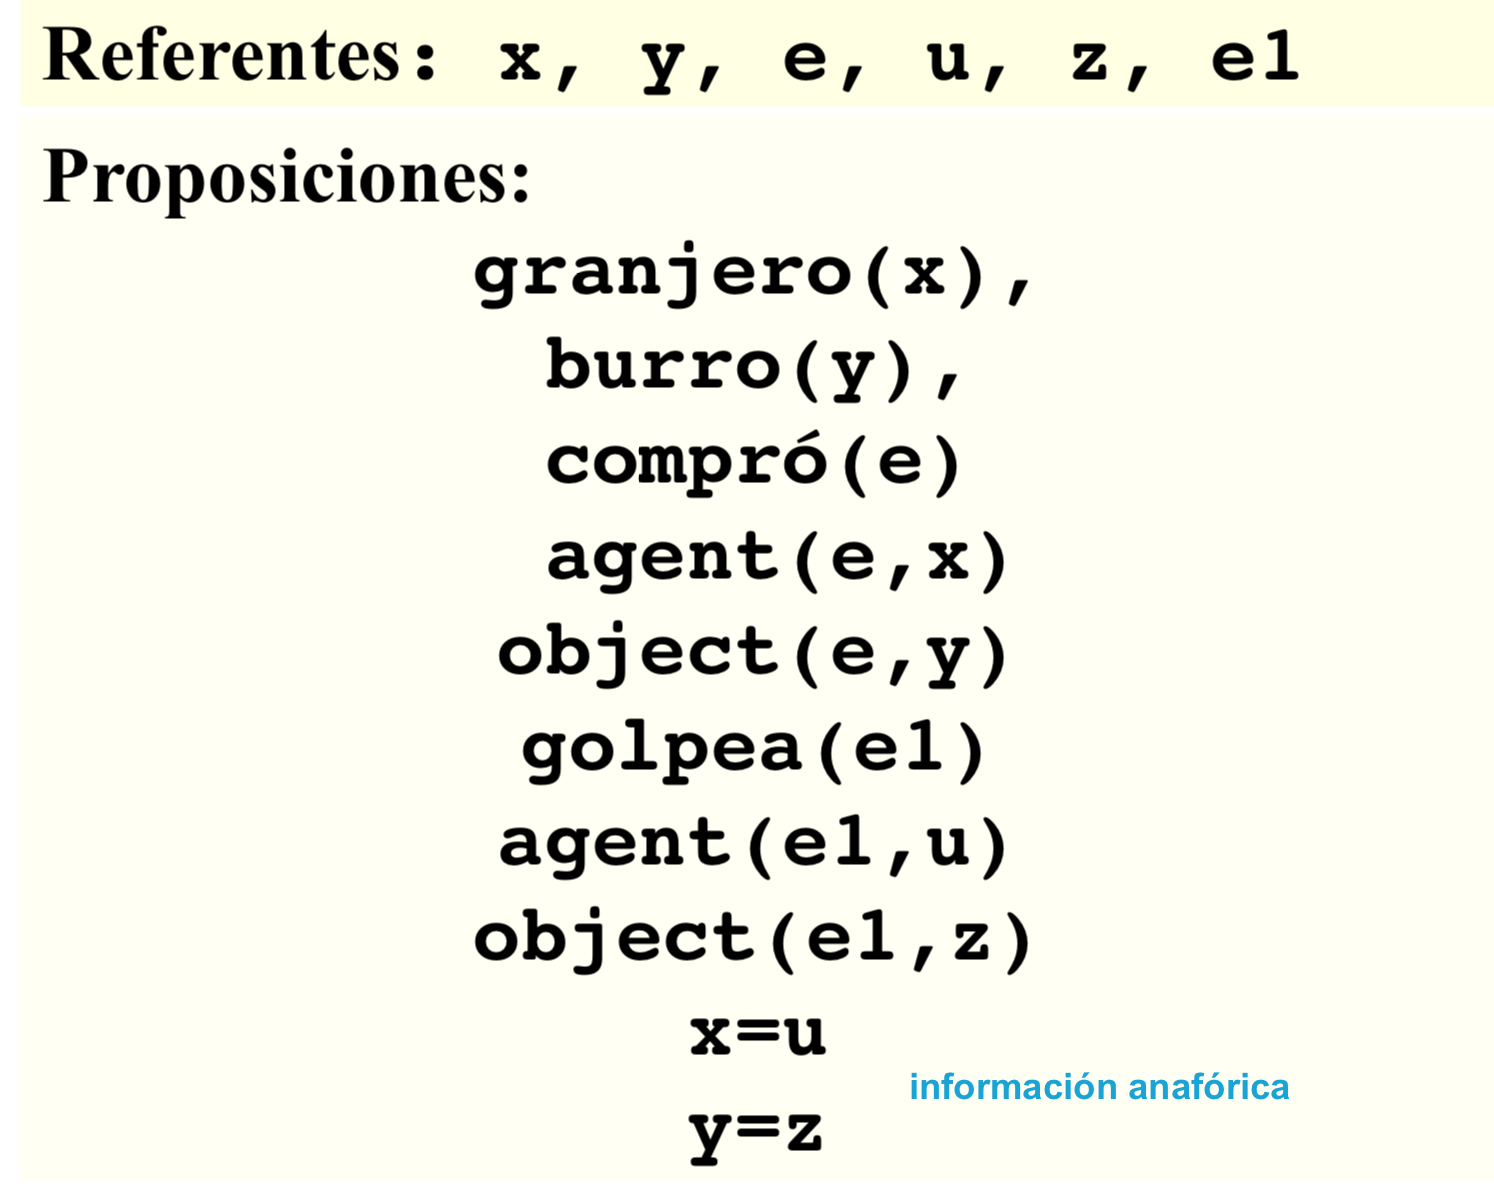 Referentes: x, y, e, u, z, e1
Proposiciones:
granjero(x),
burro(y),
compró(e)
agent(e,x)
object(e,y)
golpea(e1)
agent(e1,u)
object(e1,z)
x=u
información anafórica
y=z